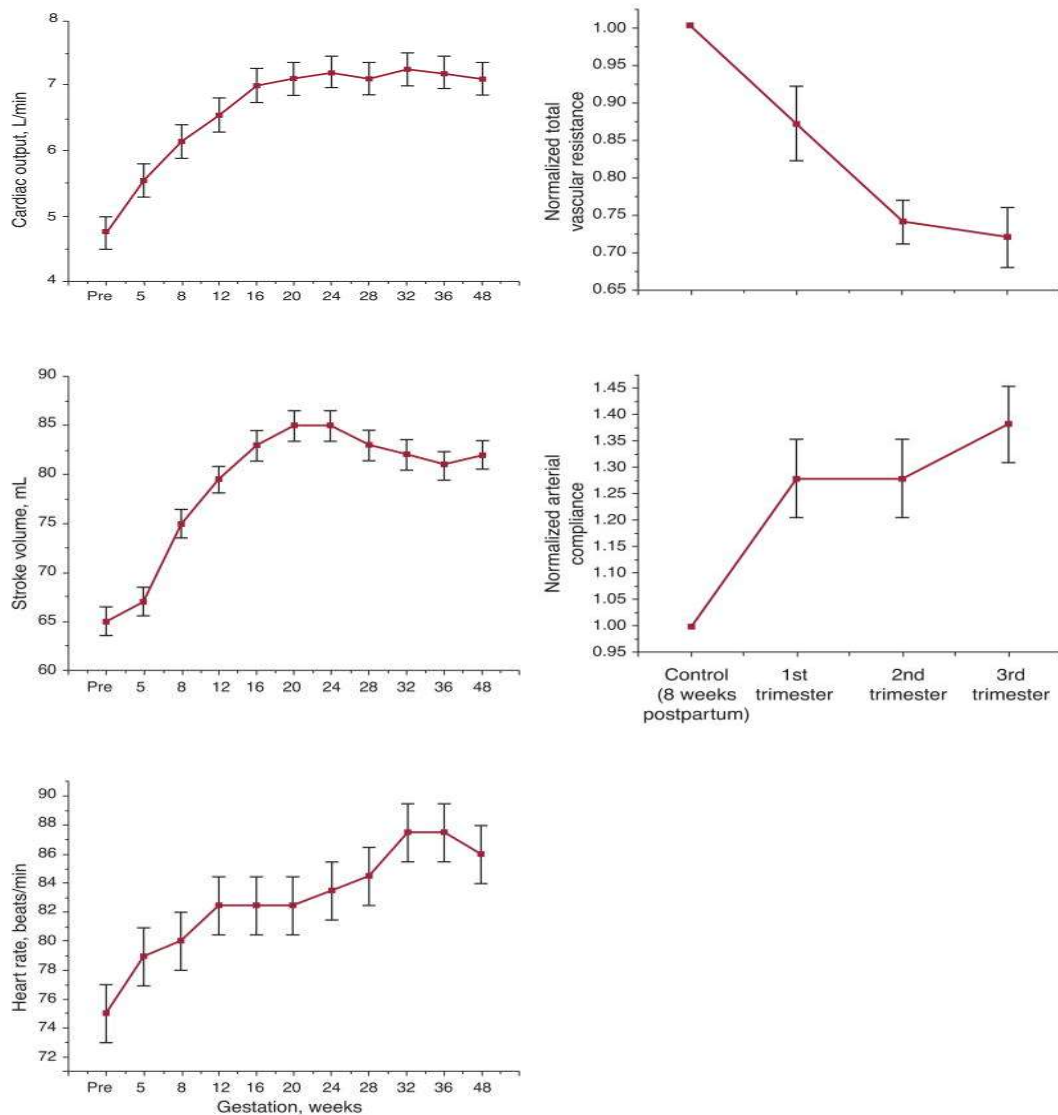 Cardiac output, L/min
8
7
6
5
4
Pre 5 8 12 16 20 24 28 32 36 48
Normalized total
vascular resistance
1.00
0.95
0.90
0.85
0.80
0.75
0.70
0.65
Stroke volume, mL
90
85
80
75
70
65
60
Pre 5 8 12 16 20 24 28 32 36 48
Normalized arterial
compliance
1.45
1.40
1.35
1.30
1.25
1.20
1.15
1.10
1.05
1.00
0.95
Control
(8 weeks
postpartum)
1st
trimester
2nd
trimester
3rd
trimester
Heart rate, beats/min
90
88
86
84
82
80
78
76
74
72
Pre 5 8 12 16 20 24 28 32 36 48
Gestation, weeks